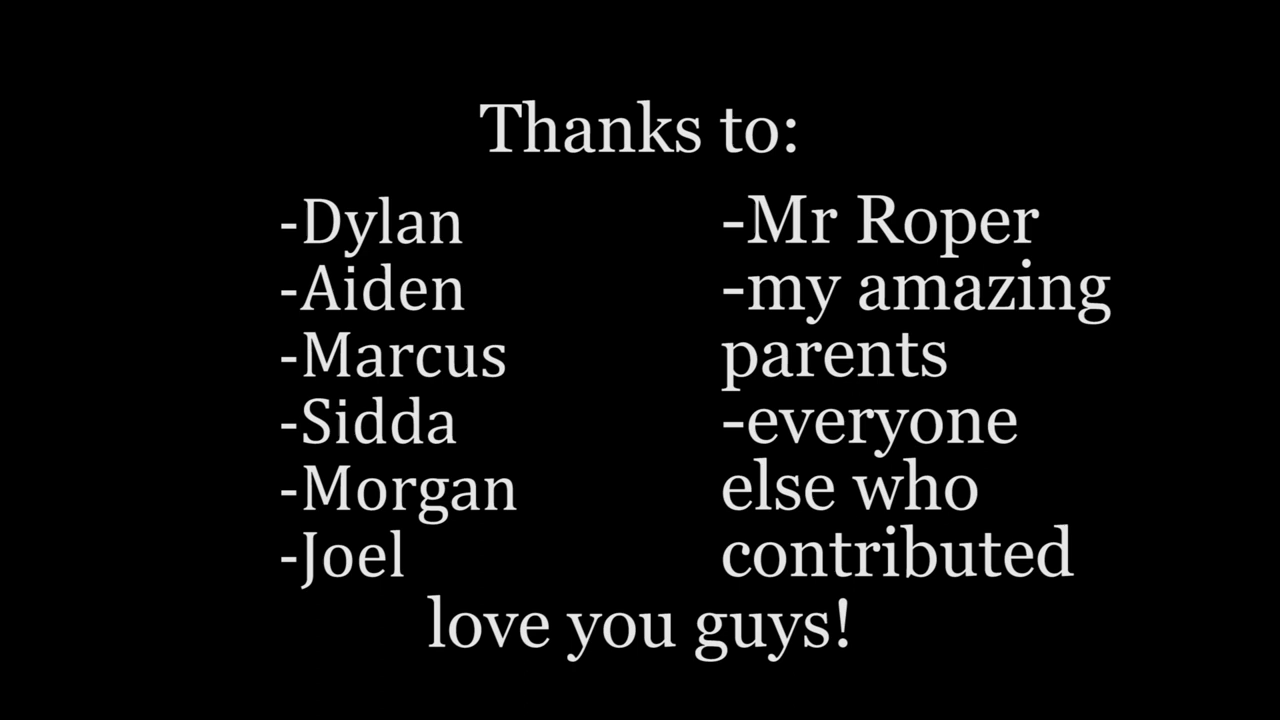 Thanks to:
-Dylan
-Aiden
-Marcus
-Sidda
-Morgan
-Joel
-Mr Roper
-my amazing
parents
-everyone
else who
contributed
love you guys!